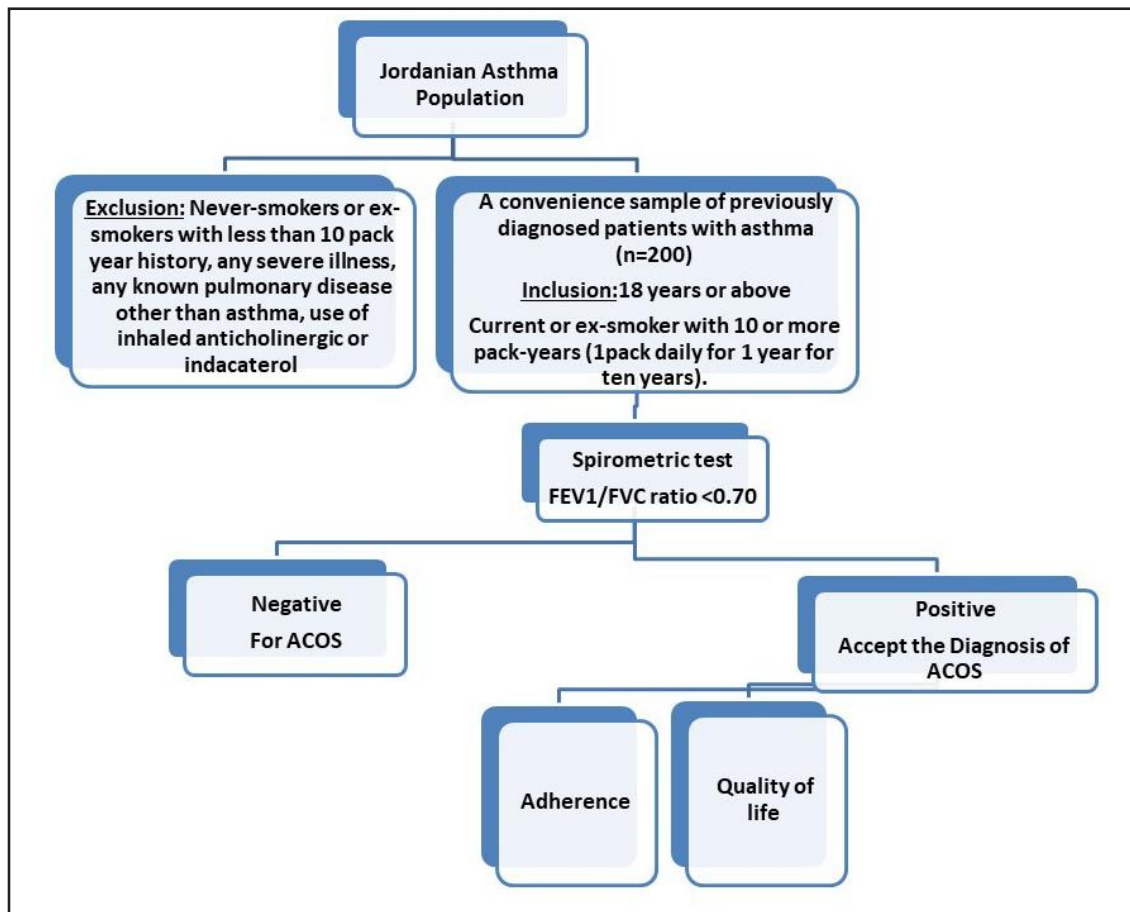 Jordanian Asthma
Population
Exclusion: Never-smokers or ex-
smokers with less than 10 pack
year history, any severe illness,
any known pulmonary disease
other than asthma, use of
inhaled anticholinergic or
indacaterol
A convenience sample of previously
diagnosed patients with asthma
(n=200)
Inclusion:18 years or above
Current or ex-smoker with 10 or more
pack-years (1pack daily for 1 year for
ten years).
Spirometric test
FEV1/FVC ratio <0.70
Negative
For ACOS
Positive
Accept the Diagnosis of
ACOS
Adherence
Quality of
life